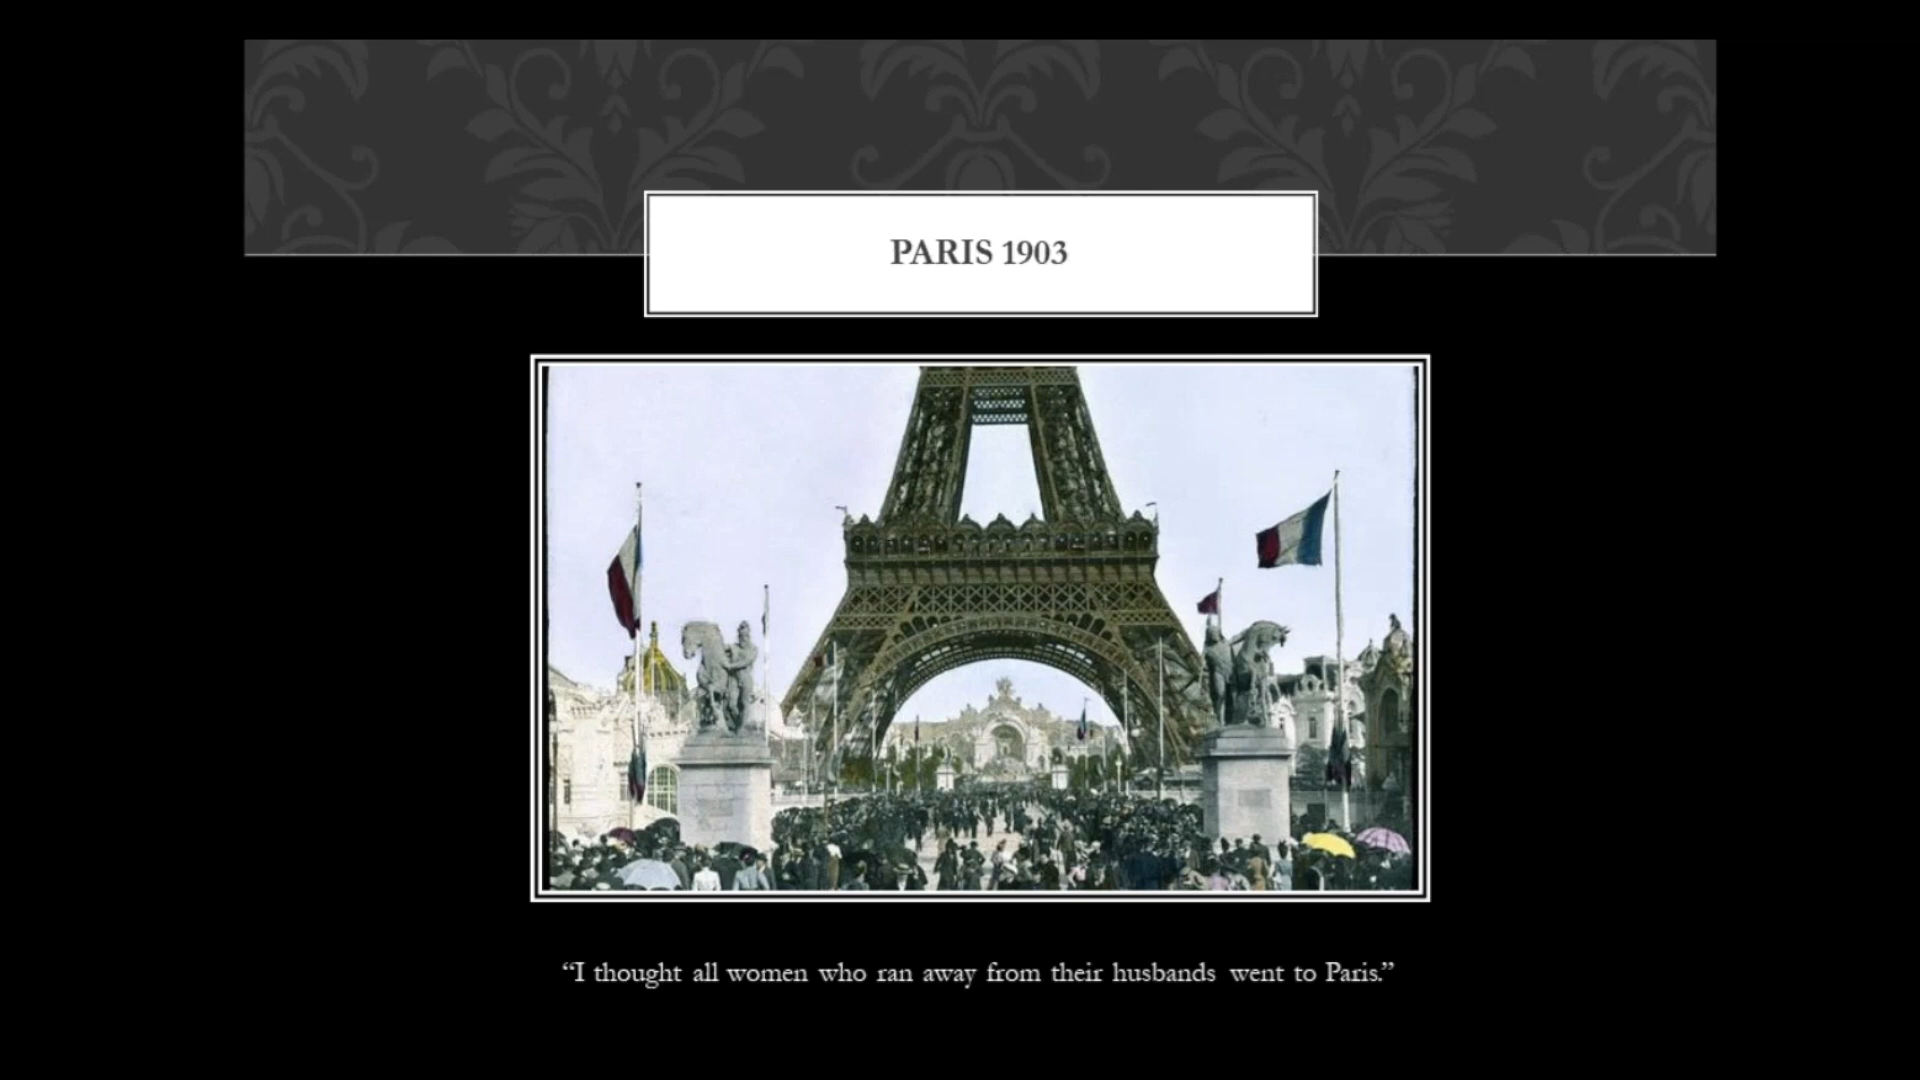 PARIS 1903
“I thought all women who ran away from their husbands went to Paris.”